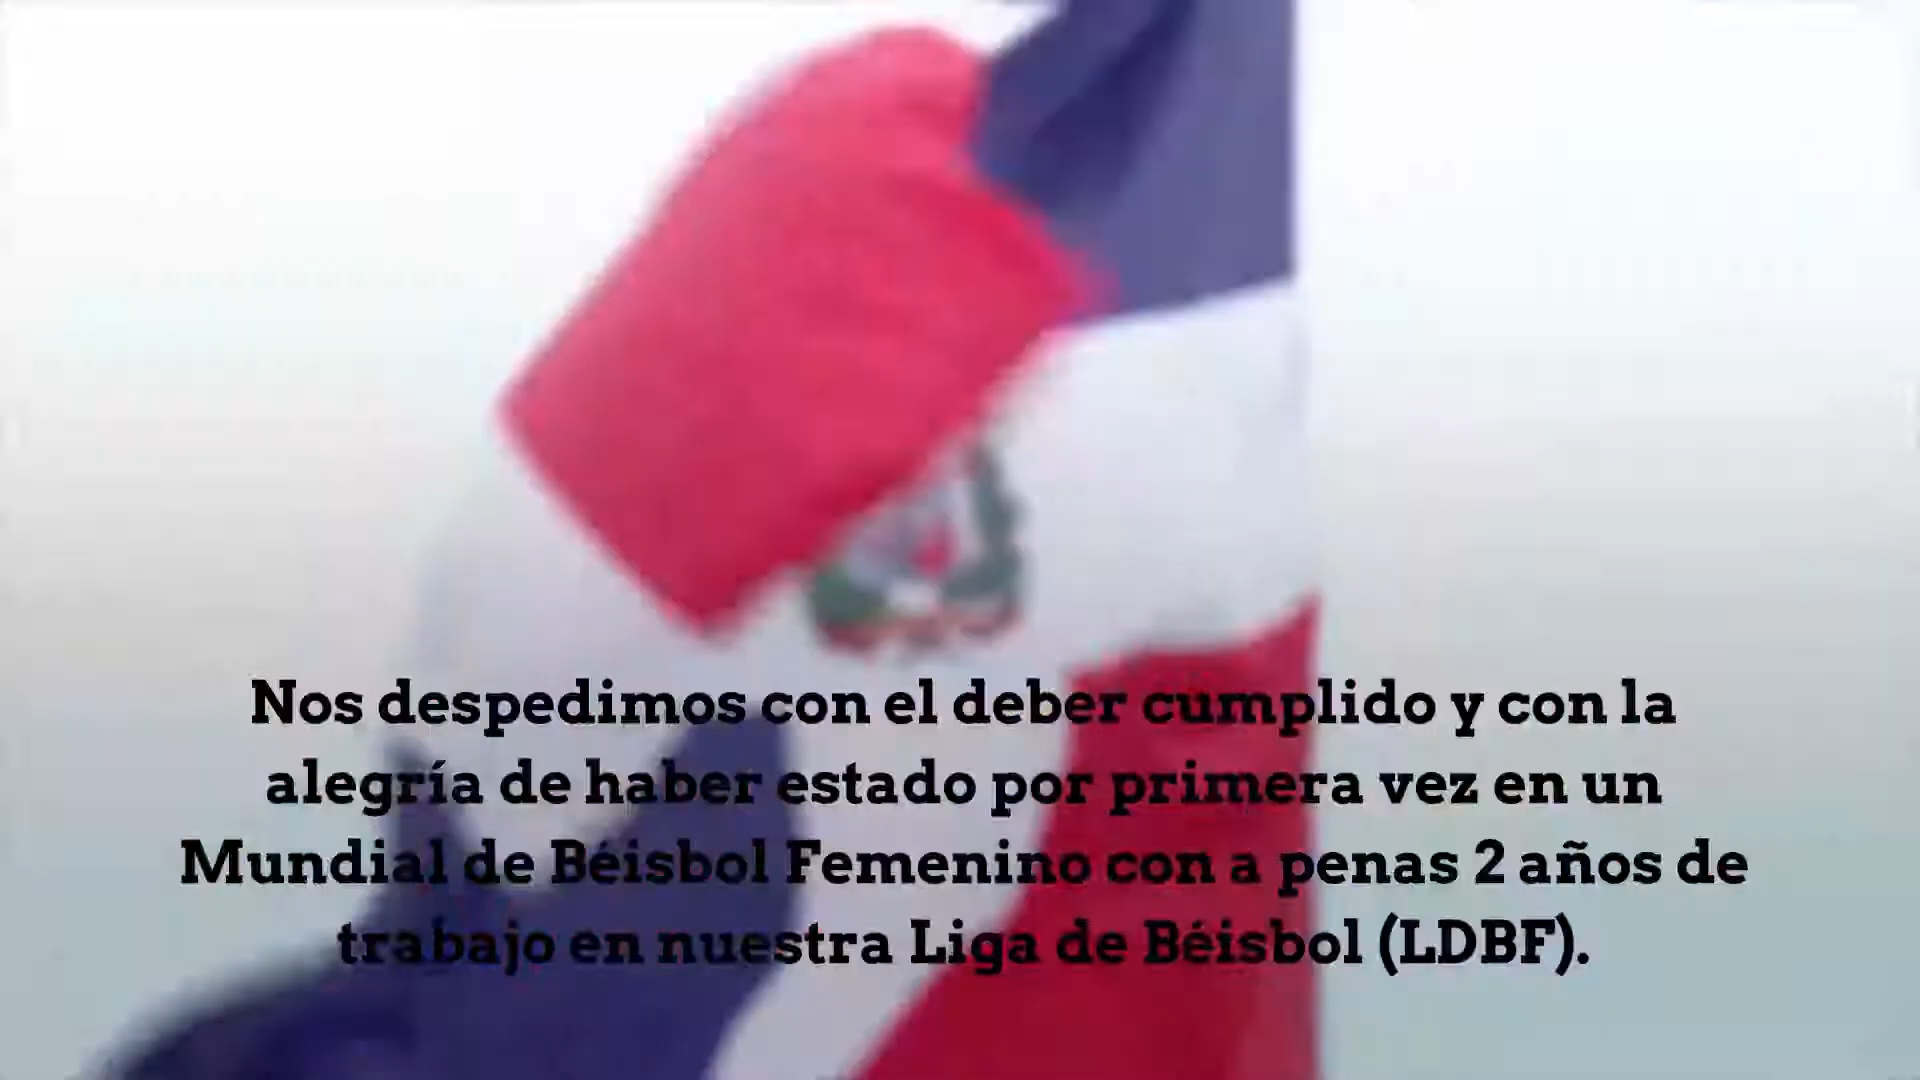 Nos despedimos con el deber cumplido y con la
alegría de haber estado por primera vez en un
Mundial de Béisbol Femenino con a penas 2 años de
trabajo en nuestra Liga de Béisbol (LDBF).